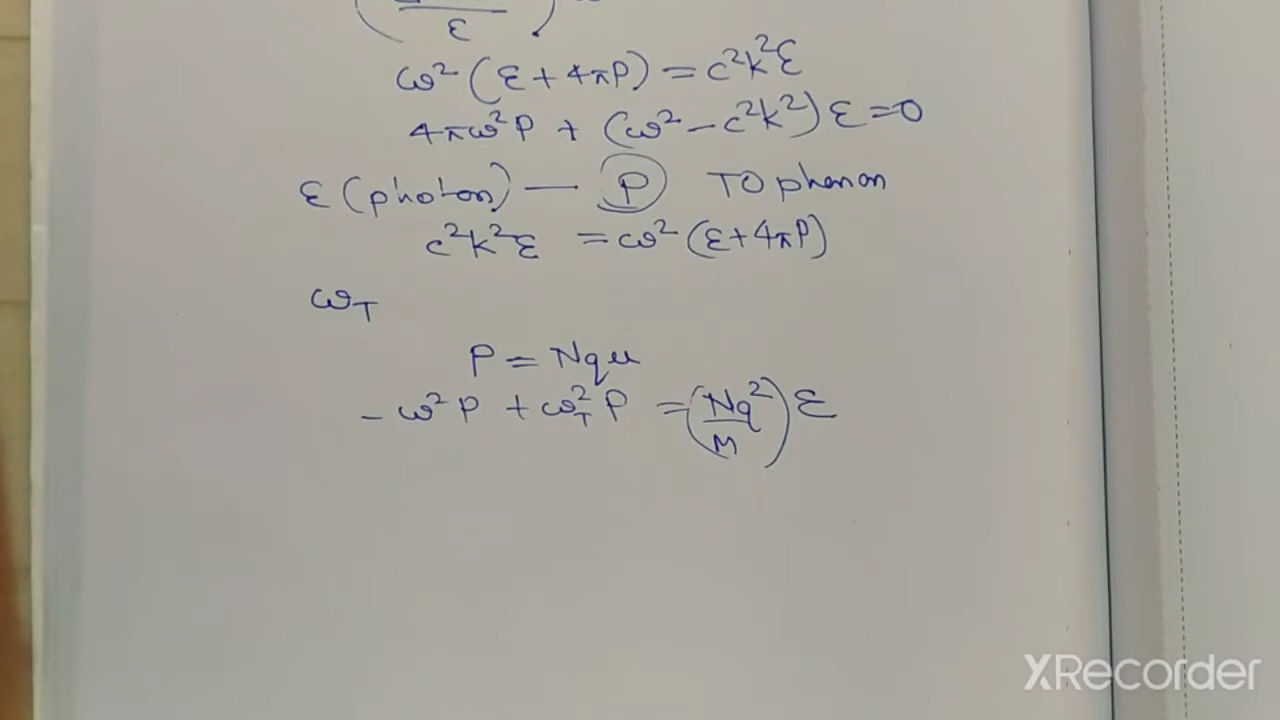 ε
ω² (ε + 4πP) = c²k²ε
4πω²P + (ω² - c²k²) ε = 0
ε (photon) — P TO phonon
c²k²ε = ω² (ε + 4πP)
ω_T
P = Nqu
- ω²P + ω_T²P = (Nq²/M) ε
XRecorder